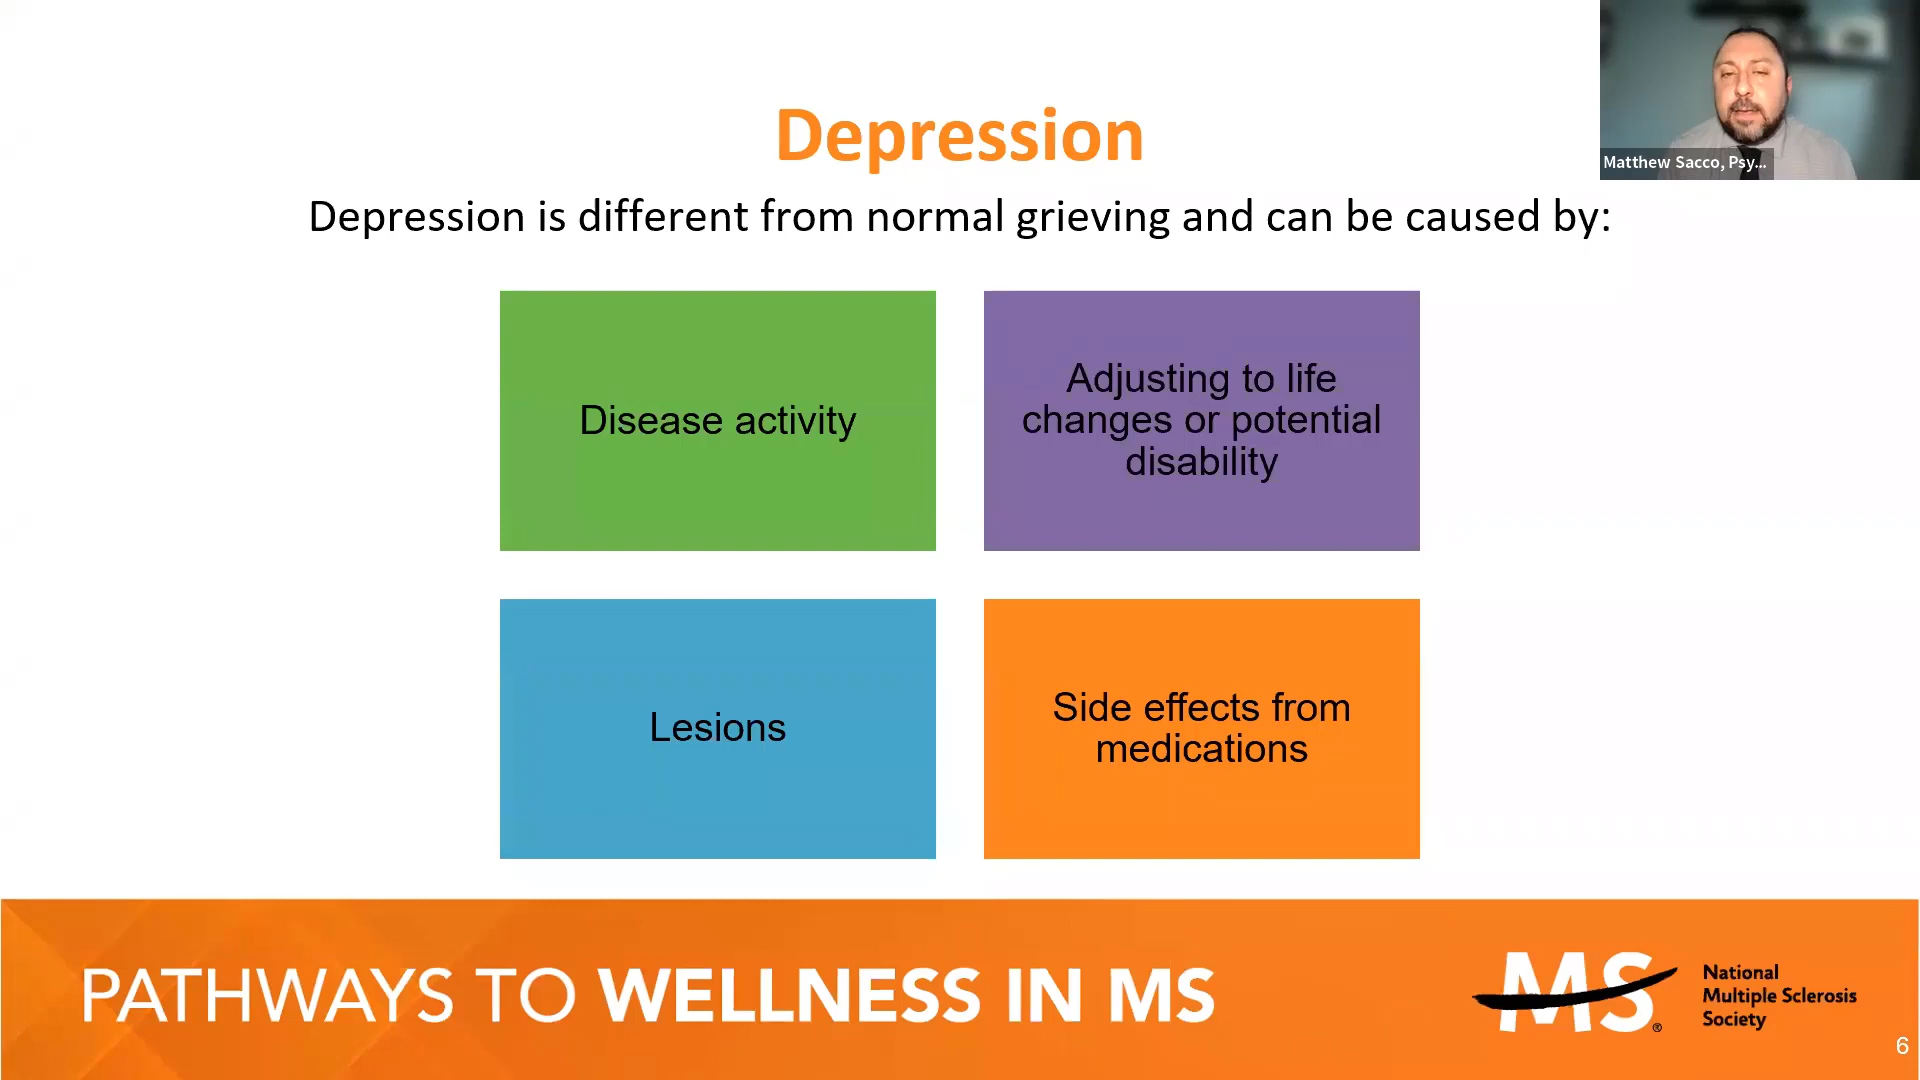 Depression
Matthew Sacco, Psy...
Depression is different from normal grieving and can be caused by:
Disease activity
Adjusting to life
changes or potential
disability
Lesions
Side effects from
medications
PATHWAYS TO WELLNESS IN MS
MS®
National
Multiple Sclerosis
Society
6